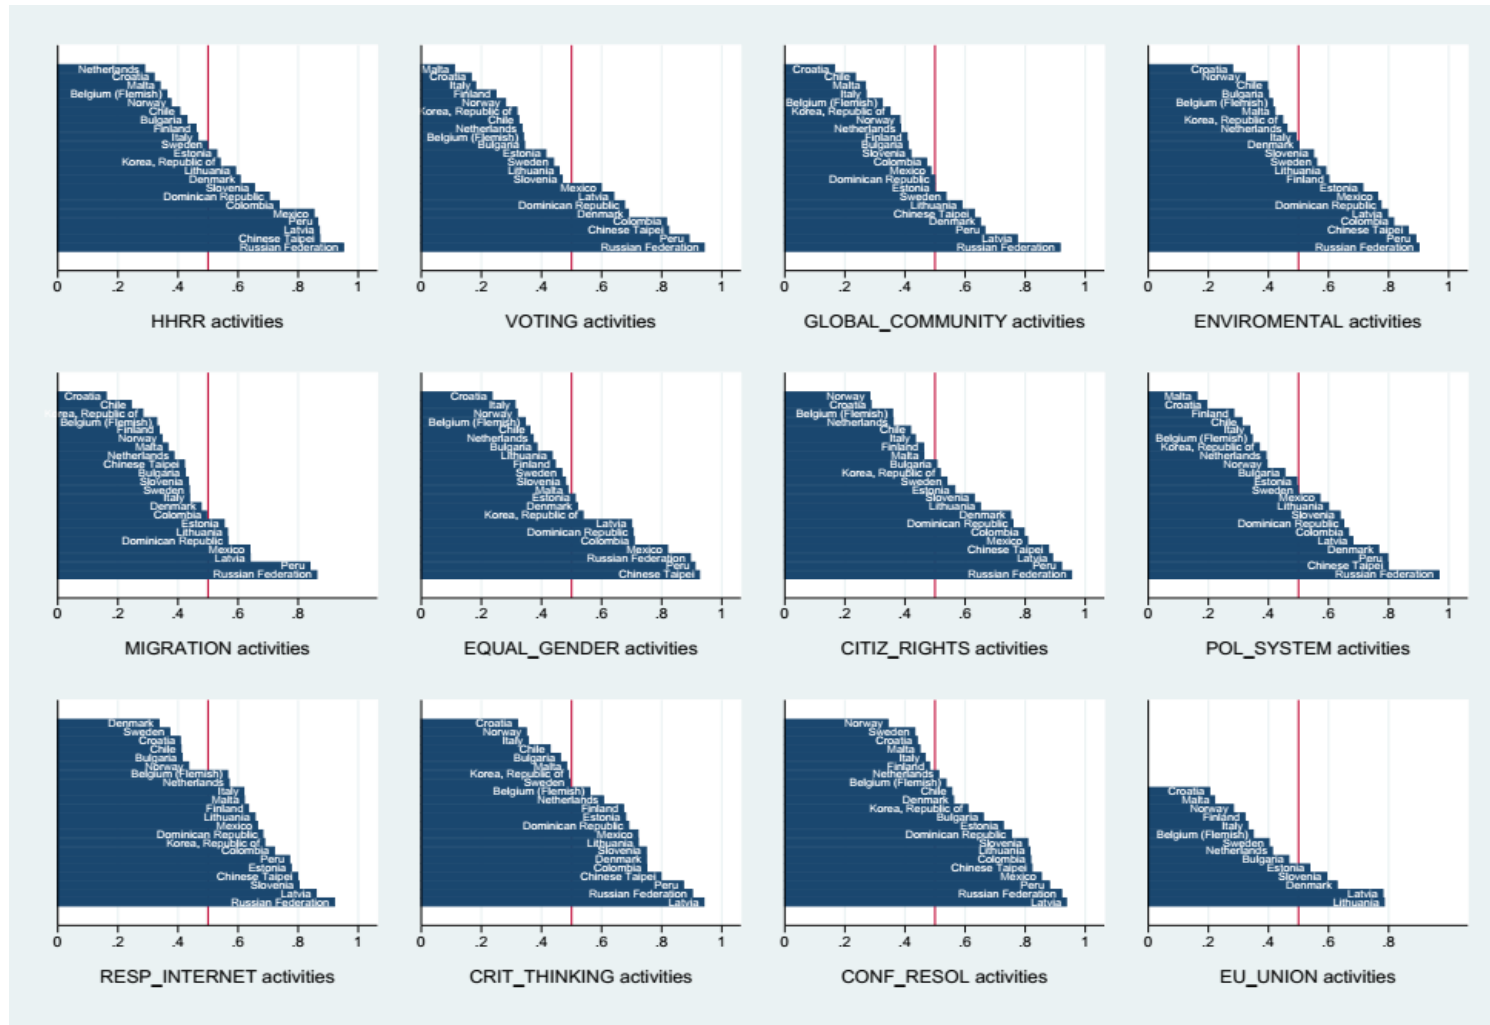 Netherlands
Croatia
Malta
Belgium (Flemish)
Norway
Chile
Bulgaria
Finland
Italy
Sweden
Estonia
Korea, Republic of
Lithuania
Denmark
Slovenia
Dominican Republic
Colombia
Mexico
Peru
Latvia
Chinese Taipei
Russian Federation
0 .2 .4 .6 .8 1
HHRR activities
Malta
Croatia
Italy
Finland
Norway
Korea, Republic of
Chile
Netherlands
Belgium (Flemish)
Bulgaria
Estonia
Sweden
Lithuania
Slovenia
Mexico
Latvia
Dominican Republic
Denmark
Colombia
Chinese Taipei
Peru
Russian Federation
0 .2 .4 .6 .8 1
VOTING activities
Croatia
Chile
Malta
Italy
Belgium (Flemish)
Korea, Republic of
Norway
Netherlands
Finland
Bulgaria
Slovenia
Colombia
Mexico
Dominican Republic
Estonia
Sweden
Lithuania
Chinese Taipei
Denmark
Peru
Latvia
Russian Federation
0 .2 .4 .6 .8 1
GLOBAL_COMMUNITY activities
Croatia
Norway
Chile
Bulgaria
Belgium (Flemish)
Malta
Korea, Republic of
Netherlands
Italy
Denmark
Slovenia
Sweden
Lithuania
Finland
Estonia
Mexico
Dominican Republic
Latvia
Colombia
Chinese Taipei
Peru
Russian Federation
0 .2 .4 .6 .8 1
ENVIROMENTAL activities
Croatia
Chile
Korea, Republic of
Belgium (Flemish)
Finland
Norway
Malta
Netherlands
Chinese Taipei
Bulgaria
Slovenia
Sweden
Italy
Denmark
Colombia
Estonia
Lithuania
Dominican Republic
Mexico
Latvia
Peru
Russian Federation
0 .2 .4 .6 .8 1
MIGRATION activities
Croatia
Italy
Norway
Belgium (Flemish)
Chile
Netherlands
Bulgaria
Lithuania
Finland
Sweden
Slovenia
Malta
Estonia
Denmark
Korea, Republic of
Latvia
Dominican Republic
Colombia
Mexico
Russian Federation
Peru
Chinese Taipei
0 .2 .4 .6 .8 1
EQUAL_GENDER activities
Norway
Croatia
Belgium (Flemish)
Netherlands
Chile
Italy
Finland
Malta
Bulgaria
Korea, Republic of
Sweden
Estonia
Slovenia
Lithuania
Denmark
Dominican Republic
Colombia
Mexico
Chinese Taipei
Latvia
Peru
Russian Federation
0 .2 .4 .6 .8 1
CITIZ_RIGHTS activities
Malta
Croatia
Finland
Chile
Italy
Belgium (Flemish)
Korea, Republic of
Netherlands
Norway
Bulgaria
Estonia
Sweden
Mexico
Lithuania
Slovenia
Dominican Republic
Colombia
Latvia
Denmark
Peru
Chinese Taipei
Russian Federation
0 .2 .4 .6 .8 1
POL_SYSTEM activities
Denmark
Sweden
Croatia
Chile
Bulgaria
Norway
Belgium (Flemish)
Netherlands
Italy
Malta
Finland
Lithuania
Mexico
Dominican Republic
Korea, Republic of
Colombia
Peru
Estonia
Chinese Taipei
Slovenia
Latvia
Russian Federation
0 .2 .4 .6 .8 1
RESP_INTERNET activities
Croatia
Norway
Italy
Chile
Bulgaria
Malta
Korea, Republic of
Sweden
Belgium (Flemish)
Netherlands
Finland
Estonia
Dominican Republic
Mexico
Lithuania
Slovenia
Denmark
Colombia
Chinese Taipei
Peru
Russian Federation
Latvia
0 .2 .4 .6 .8 1
CRIT_THINKING activities
Norway
Sweden
Croatia
Malta
Italy
Finland
Netherlands
Belgium (Flemish)
Chile
Denmark
Korea, Republic of
Bulgaria
Estonia
Dominican Republic
Slovenia
Lithuania
Colombia
Chinese Taipei
Mexico
Peru
Russian Federation
Latvia
0 .2 .4 .6 .8 1
CONF_RESOL activities
Croatia
Malta
Norway
Finland
Italy
Belgium (Flemish)
Sweden
Netherlands
Bulgaria
Estonia
Slovenia
Denmark
Latvia
Lithuania
0 .2 .4 .6 .8
EU_UNION activities